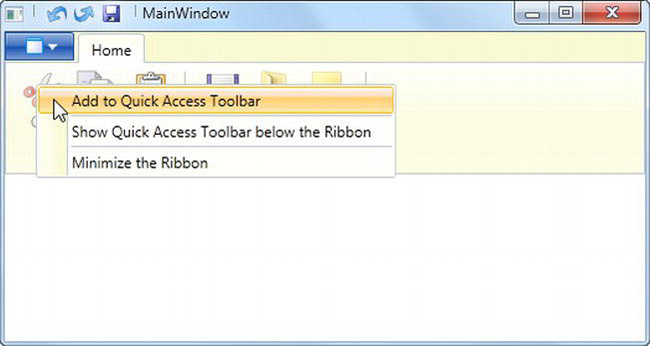 MainWindow
Home
Add to Quick Access Toolbar
Show Quick Access Toolbar below the Ribbon
Minimize the Ribbon